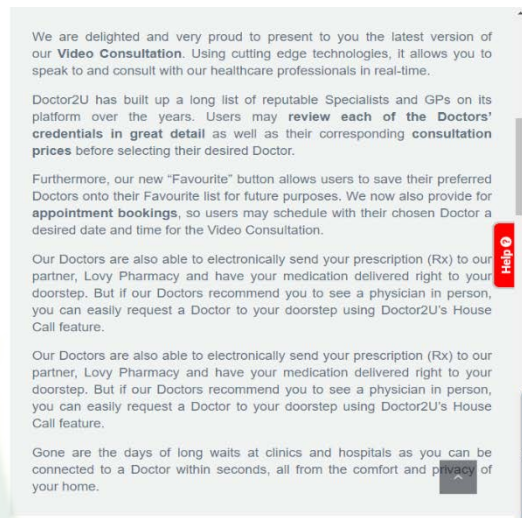 We are delighted and very proud to present to you the latest version of
our Video Consultation. Using cutting edge technologies, it allows you to
speak to and consult with our healthcare professionals in real-time.
Doctor2U has built up a long list of reputable Specialists and GPs on its
platform over the years. Users may review each of the Doctors'
credentials in great detail as well as their corresponding consultation
prices before selecting their desired Doctor.
Furthermore, our new “Favourite” button allows users to save their preferred
Doctors onto their Favourite list for future purposes. We now also provide for
appointment bookings, so users may schedule with their chosen Doctor a
desired date and time for the Video Consultation.
Our Doctors are also able to electronically send your prescription (Rx) to our
partner, Lovy Pharmacy and have your medication delivered right to your
doorstep. But if our Doctors recommend you to see a physician in person,
you can easily request a Doctor to your doorstep using Doctor2U's House
Call feature.
Our Doctors are also able to electronically send your prescription (Rx) to our
partner, Lovy Pharmacy and have your medication delivered right to your
doorstep. But if our Doctors recommend you to see a physician in person,
you can easily request a Doctor to your doorstep using Doctor2U's House
Call feature.
Gone are the days of long waits at clinics and hospitals as you can be
connected to a Doctor within seconds, all from the comfort and privacy of
your home.
Help ?